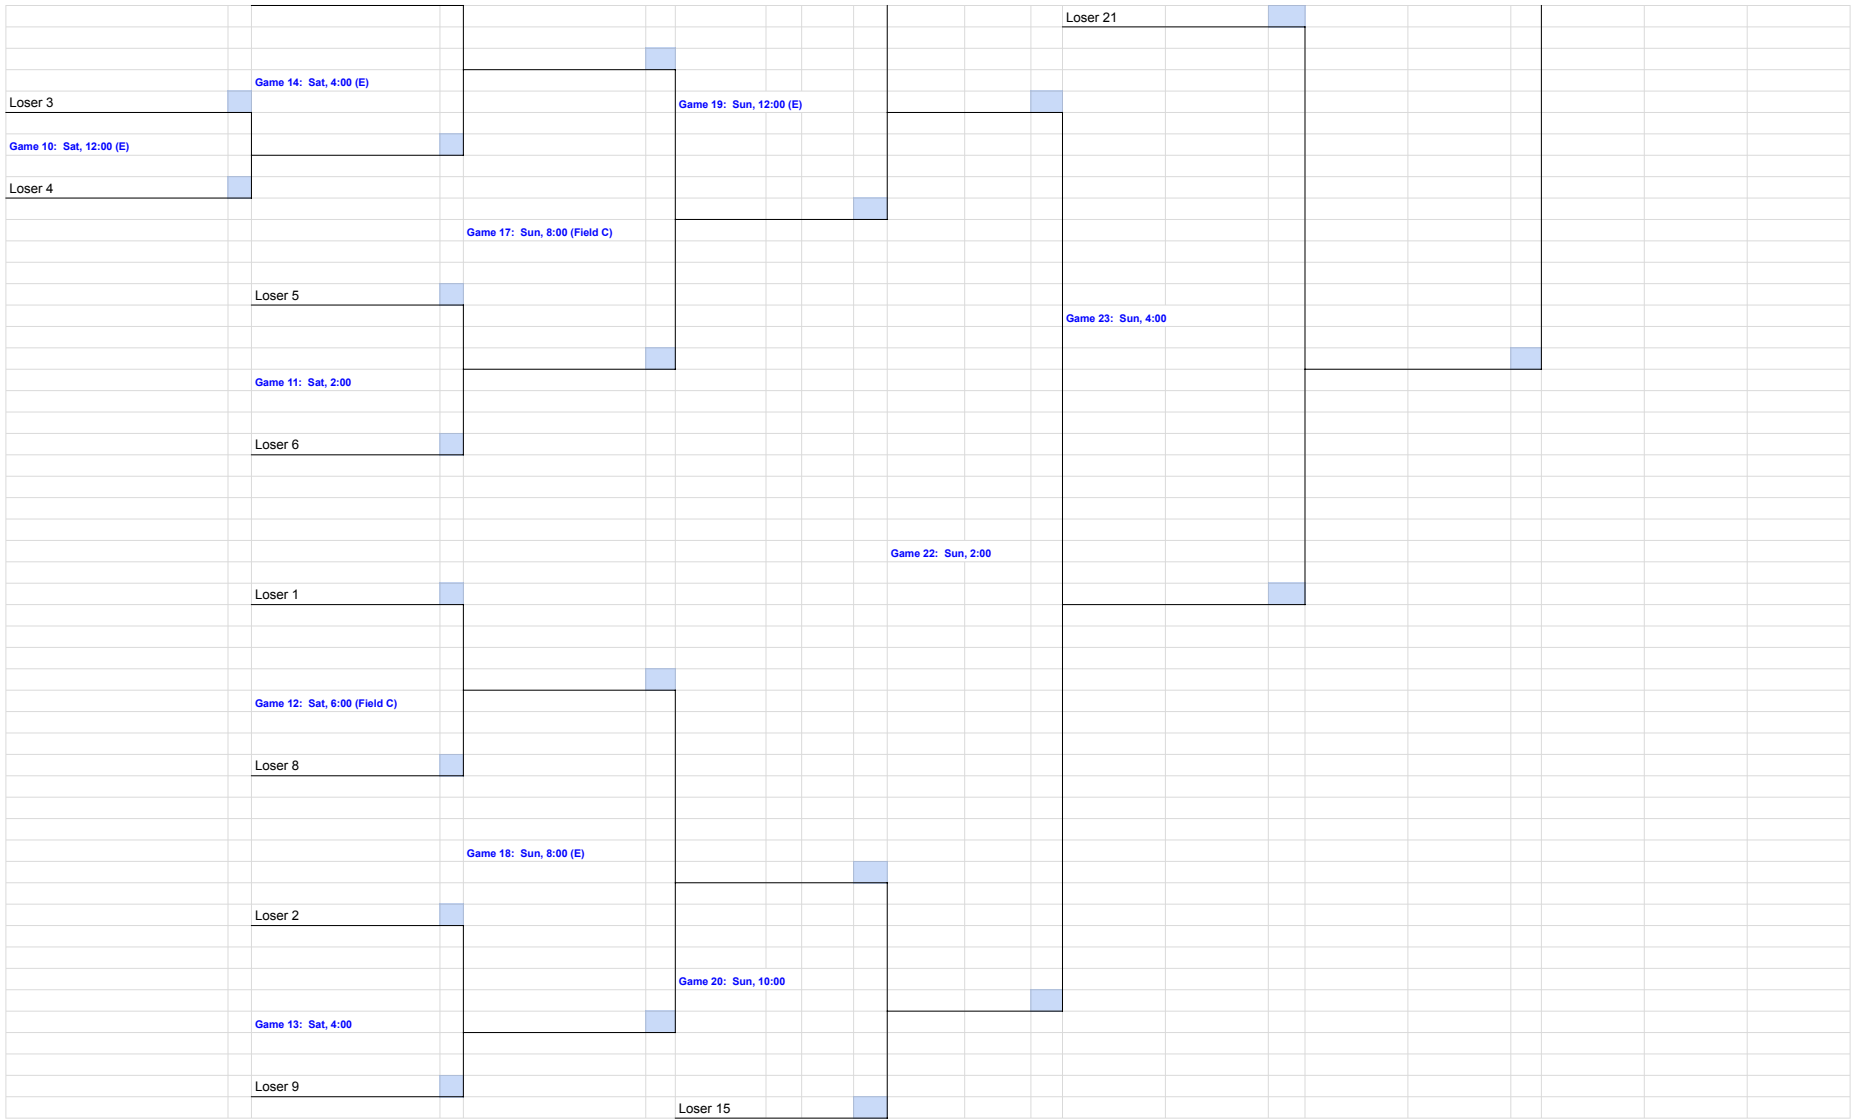 Loser 21
Game 14: Sat, 4:00 (E)
Loser 3
Game 19: Sun, 12:00 (E)
Game 10: Sat, 12:00 (E)
Loser 4
Game 17: Sun, 8:00 (Field C)
Loser 5
Game 23: Sun, 4:00
Game 11: Sat, 2:00
Loser 6
Game 22: Sun, 2:00
Loser 1
Game 12: Sat, 6:00 (Field C)
Loser 8
Game 18: Sun, 8:00 (E)
Loser 2
Game 20: Sun, 10:00
Game 13: Sat, 4:00
Loser 9
Loser 15